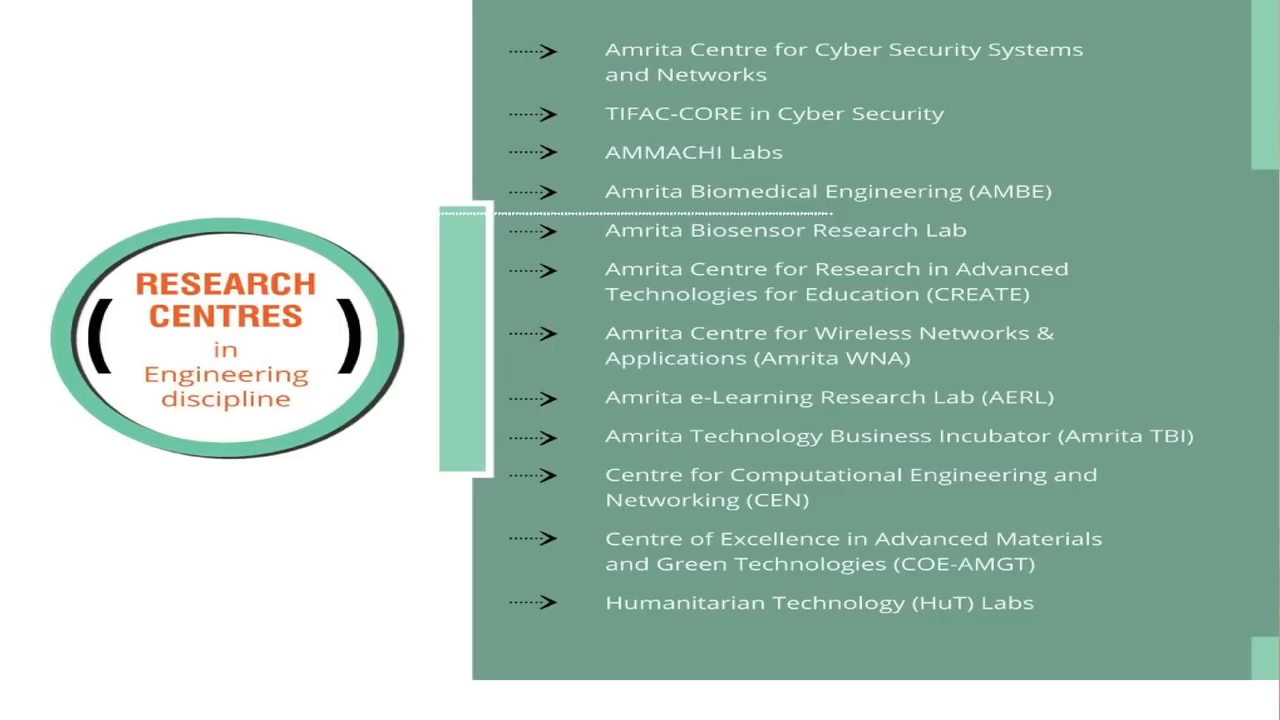 RESEARCH
CENTRES
in
Engineering
discipline
Amrita Centre for Cyber Security Systems
and Networks
TIFAC-CORE in Cyber Security
AMMACHI Labs
Amrita Biomedical Engineering (AMBE)
Amrita Biosensor Research Lab
Amrita Centre for Research in Advanced
Technologies for Education (CREATE)
Amrita Centre for Wireless Networks &
Applications (Amrita WNA)
Amrita e-Learning Research Lab (AERL)
Amrita Technology Business Incubator (Amrita TBI)
Centre for Computational Engineering and
Networking (CEN)
Centre of Excellence in Advanced Materials
and Green Technologies (COE-AMGT)
Humanitarian Technology (HuT) Labs